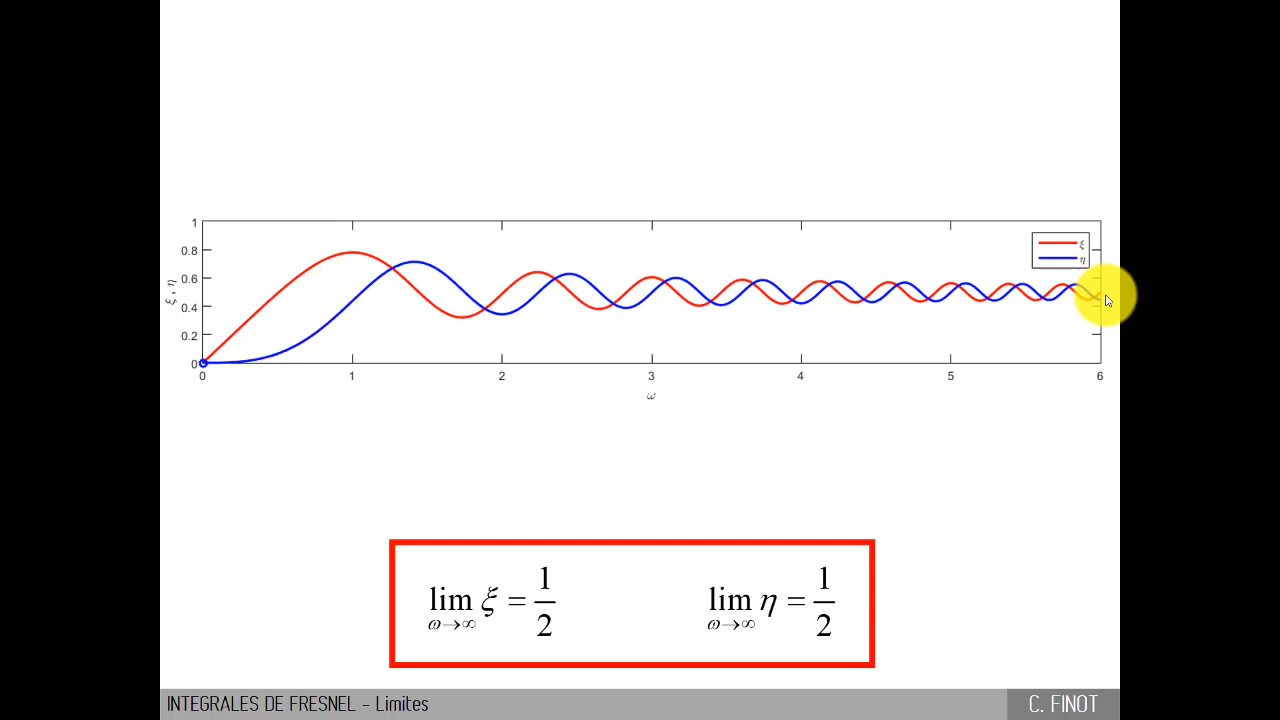 1
0.8
0.6
0.4
0.2
0
ξ , η
ξ
η
0 1 2 3 4 5 6
ω
lim ξ = 1/2
ω→∞
lim η = 1/2
ω→∞
INTEGRALES DE FRESNEL - Limites
C. FINOT